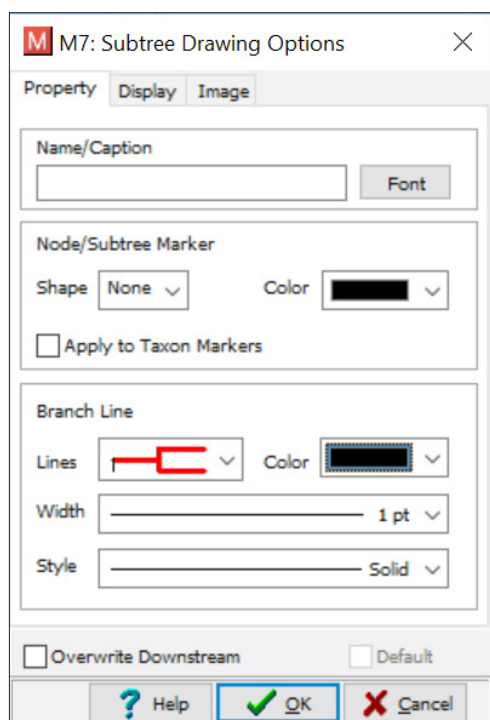 M M7: Subtree Drawing Options
Property Display Image
Name/Caption
Font
Node/Subtree Marker
Shape None Color
Apply to Taxon Markers
Branch Line
Lines Color
Width 1 pt
Style Solid
Overwrite Downstream Default
? Help OK Cancel